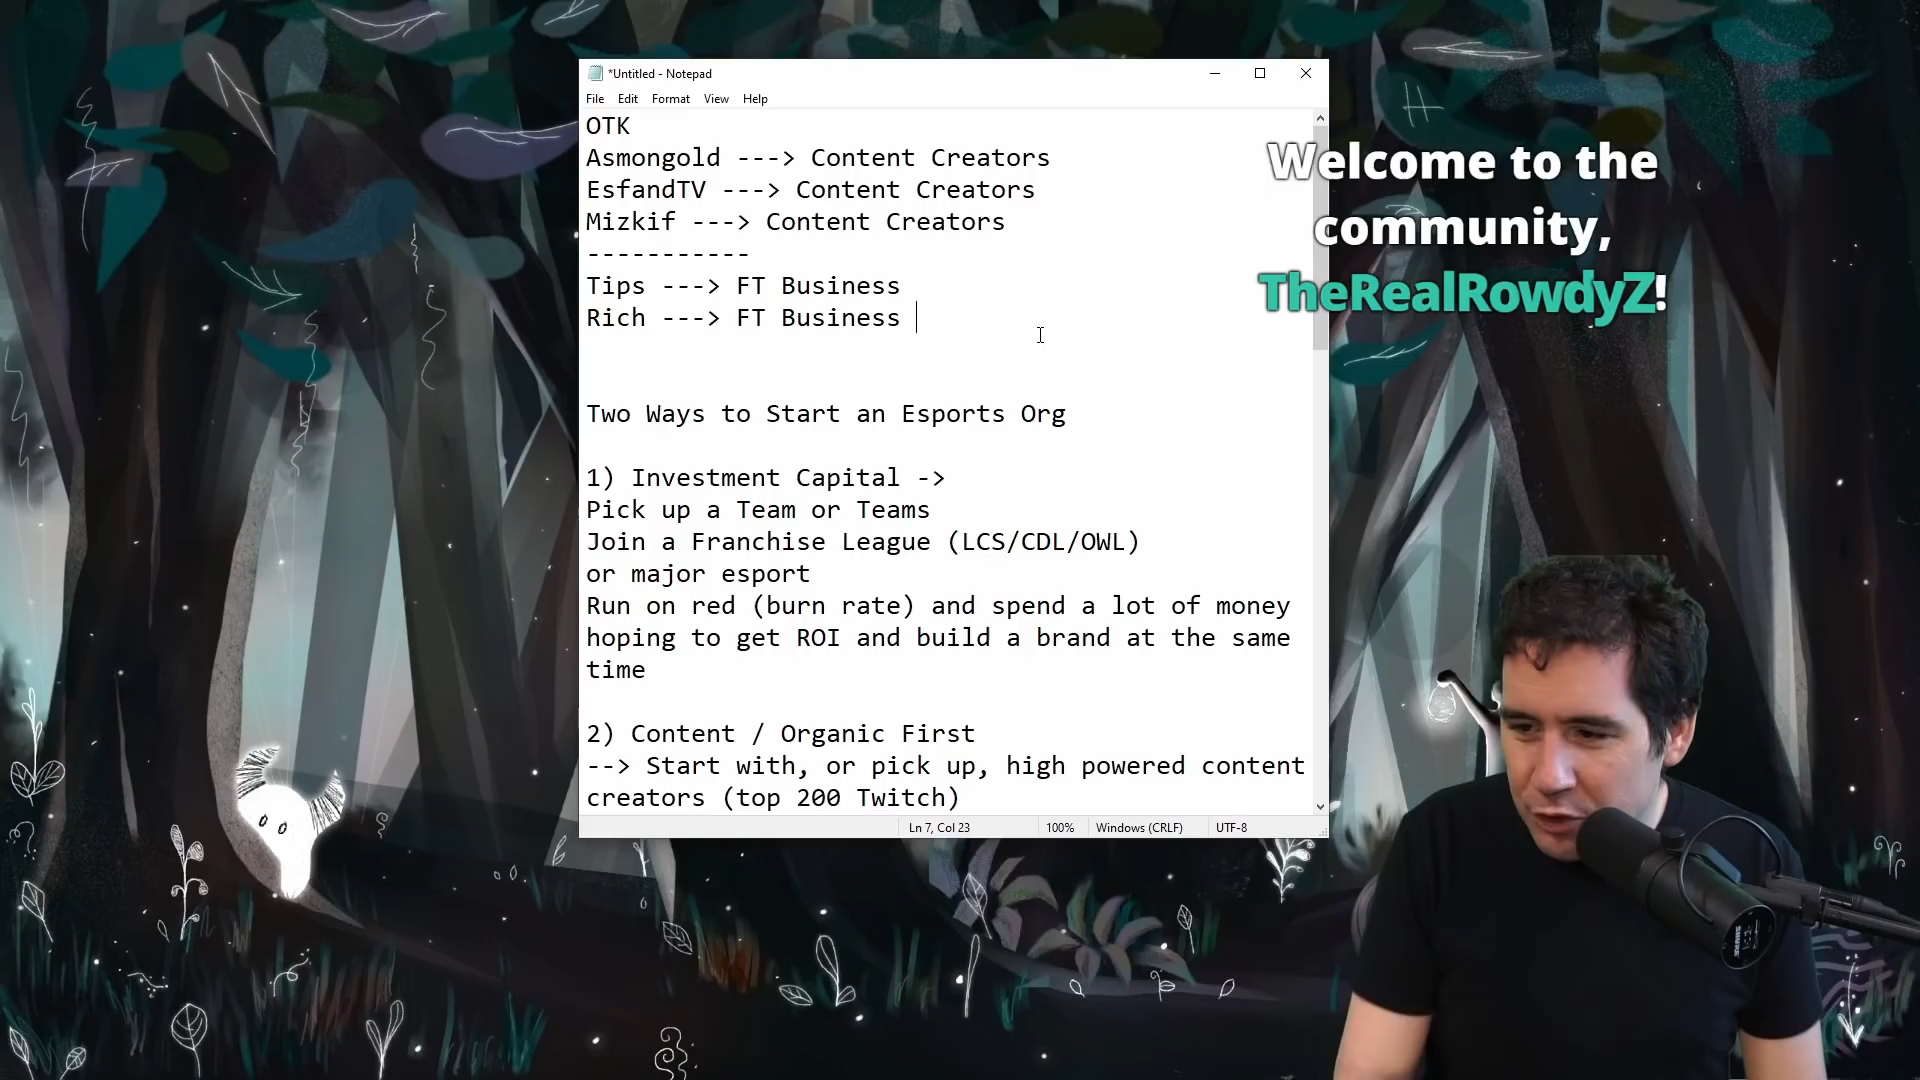 *Untitled - Notepad
File Edit Format View Help
OTK
Asmongold ---> Content Creators
EsfandTV ---> Content Creators
Mizkif ---> Content Creators
-----------
Tips ---> FT Business
Rich ---> FT Business
Two Ways to Start an Esports Org
1) Investment Capital ->
Pick up a Team or Teams
Join a Franchise League (LCS/CDL/OWL)
or major esport
Run on red (burn rate) and spend a lot of money
hoping to get ROI and build a brand at the same
time
2) Content / Organic First
--> Start with, or pick up, high powered content
creators (top 200 Twitch)
Ln 7, Col 23 100% Windows (CRLF) UTF-8
Welcome to the
community,
TheRealRowdyZ!
SHURE